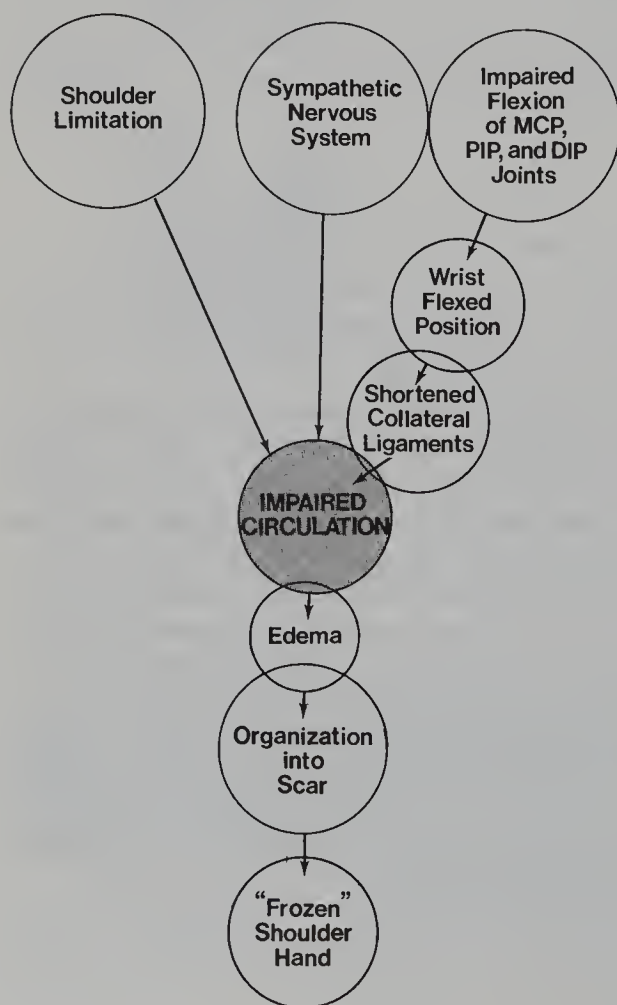 Shoulder
Limitation
Sympathetic
Nervous
System
Impaired
Flexion
of MCP,
PIP, and DIP
Joints
Wrist
Flexed
Position
Shortened
Collateral
Ligaments
IMPAIRED
CIRCULATION
Edema
Organization
into
Scar
“Frozen”
Shoulder
Hand